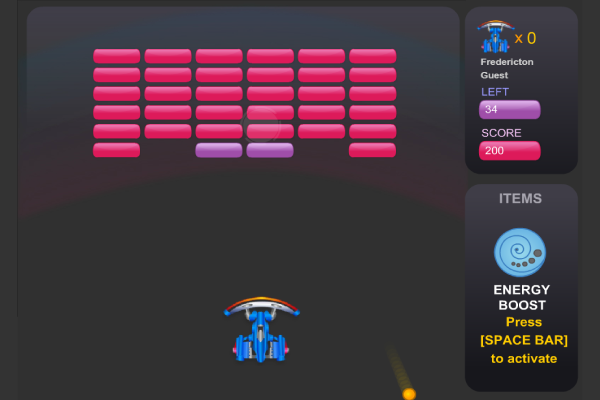 x 0
Fredericton
Guest
LEFT
34
SCORE
200
ITEMS
ENERGY
BOOST
Press
[SPACE BAR]
to activate